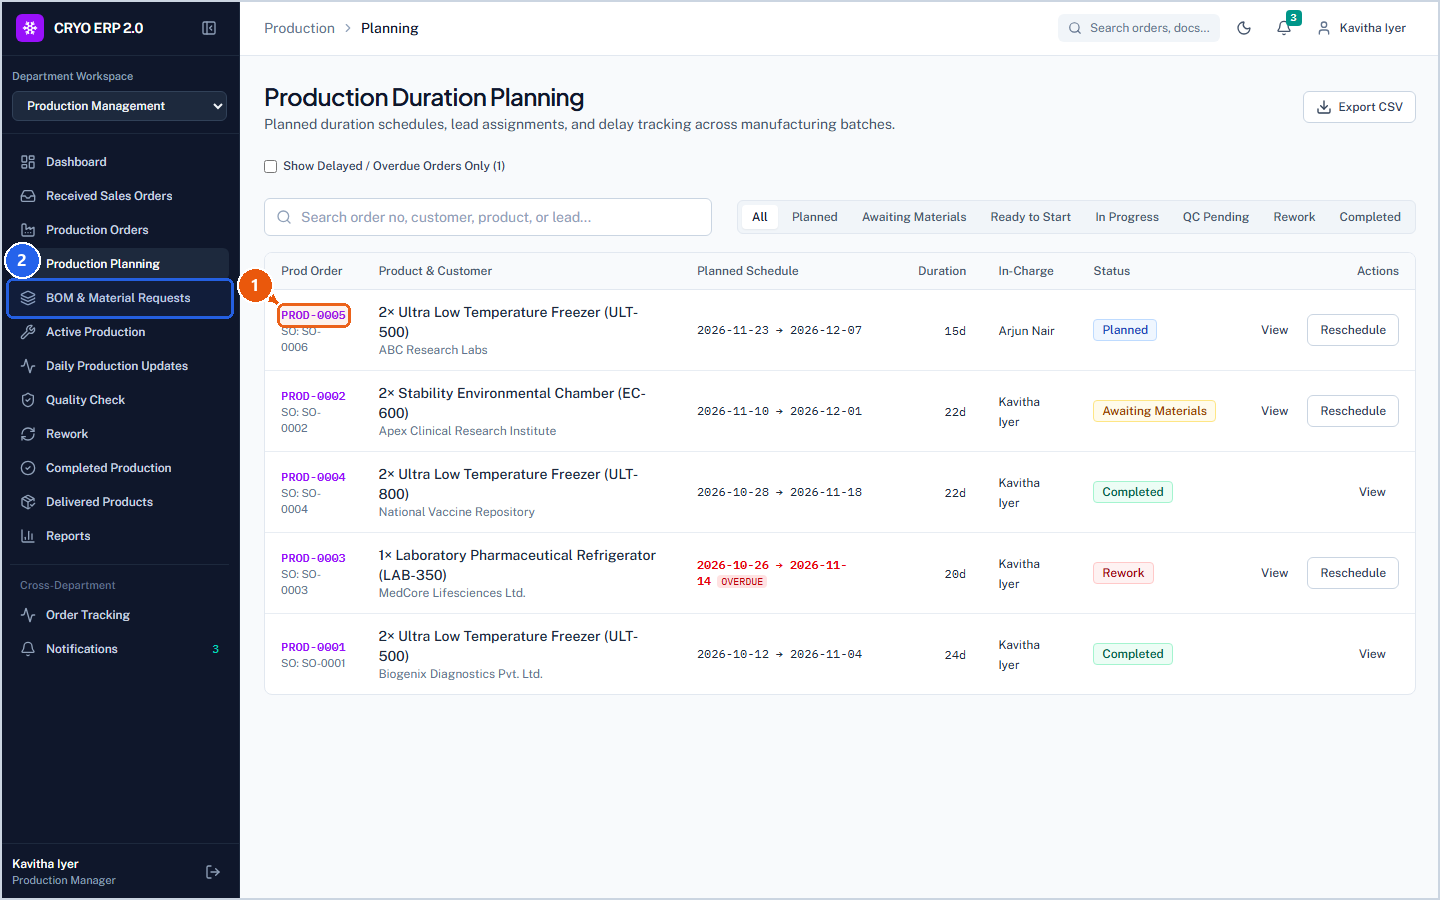 CRYO ERP 2.0
Production
Planning
Search orders, docs...
3
Kavitha Iyer
Department Workspace
Production Management
Dashboard
Received Sales Orders
Production Orders
2
Production Planning
BOM & Material Requests
Active Production
Daily Production Updates
Quality Check
Rework
Completed Production
Delivered Products
Reports
Cross-Department
Order Tracking
Notifications 3
Kavitha Iyer
Production Manager
Production Duration Planning
Planned duration schedules, lead assignments, and delay tracking across manufacturing batches.
Export CSV
Show Delayed / Overdue Orders Only (1)
Search order no, customer, product, or lead...
All Planned Awaiting Materials Ready to Start In Progress QC Pending Rework Completed
Prod Order Product & Customer Planned Schedule Duration In-Charge Status Actions
1
PROD-0005
SO: SO-
0006
2× Ultra Low Temperature Freezer (ULT-
500)
ABC Research Labs
2026-11-23 → 2026-12-07
15d
Arjun Nair
Planned
View
Reschedule
PROD-0002
SO: SO-
0002
2× Stability Environmental Chamber (EC-
600)
Apex Clinical Research Institute
2026-11-10 → 2026-12-01
22d
Kavitha
Iyer
Awaiting Materials
View
Reschedule
PROD-0004
SO: SO-
0004
2× Ultra Low Temperature Freezer (ULT-
800)
National Vaccine Repository
2026-10-28 → 2026-11-18
22d
Kavitha
Iyer
Completed
View
PROD-0003
SO: SO-
0003
1× Laboratory Pharmaceutical Refrigerator
(LAB-350)
MedCore Lifesciences Ltd.
2026-10-26 → 2026-11-
14 OVERDUE
20d
Kavitha
Iyer
Rework
View
Reschedule
PROD-0001
SO: SO-0001
2× Ultra Low Temperature Freezer (ULT-
500)
Biogenix Diagnostics Pvt. Ltd.
2026-10-12 → 2026-11-04
24d
Kavitha
Iyer
Completed
View